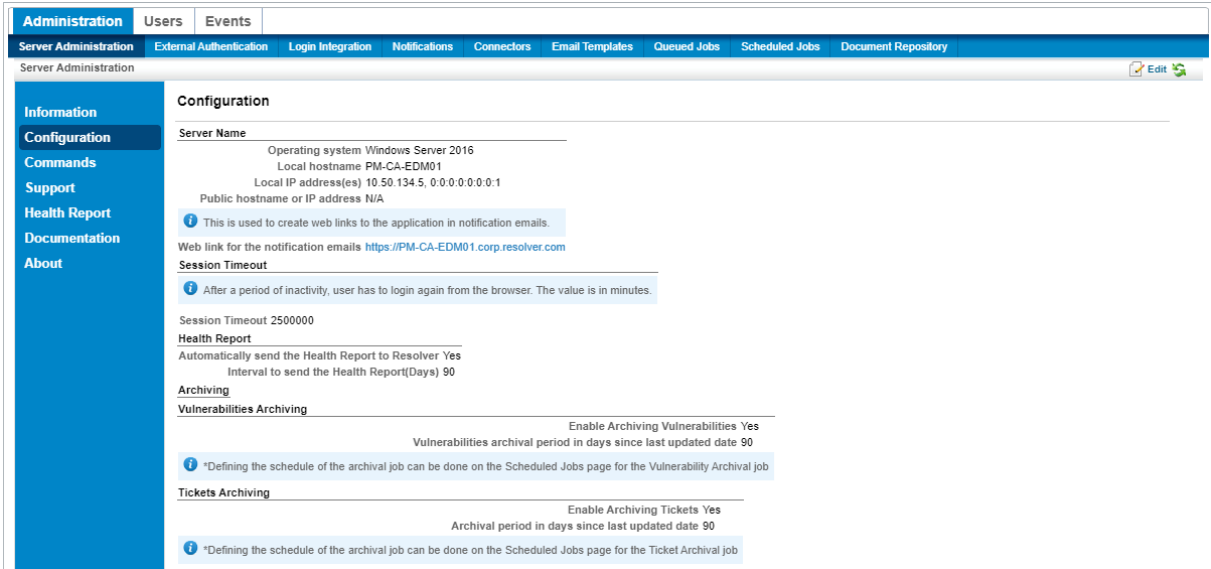 Administration Users Events
Server Administration External Authentication Login Integration Notifications Connectors Email Templates Queued Jobs Scheduled Jobs Document Repository
Server Administration Edit
Information
Configuration
Commands
Support
Health Report
Documentation
About
Configuration
Server Name
Operating system Windows Server 2016
Local hostname PM-CA-EDM01
Local IP address(es) 10.50.134.5, 0:0:0:0:0:0:0:1
Public hostname or IP address N/A
This is used to create web links to the application in notification emails.
Web link for the notification emails https://PM-CA-EDM01.corp.resolver.com
Session Timeout
After a period of inactivity, user has to login again from the browser. The value is in minutes.
Session Timeout 2500000
Health Report
Automatically send the Health Report to Resolver Yes
Interval to send the Health Report(Days) 90
Archiving
Vulnerabilities Archiving
Enable Archiving Vulnerabilities Yes
Vulnerabilities archival period in days since last updated date 90
*Defining the schedule of the archival job can be done on the Scheduled Jobs page for the Vulnerability Archival job
Tickets Archiving
Enable Archiving Tickets Yes
Archival period in days since last updated date 90
*Defining the schedule of the archival job can be done on the Scheduled Jobs page for the Ticket Archival job